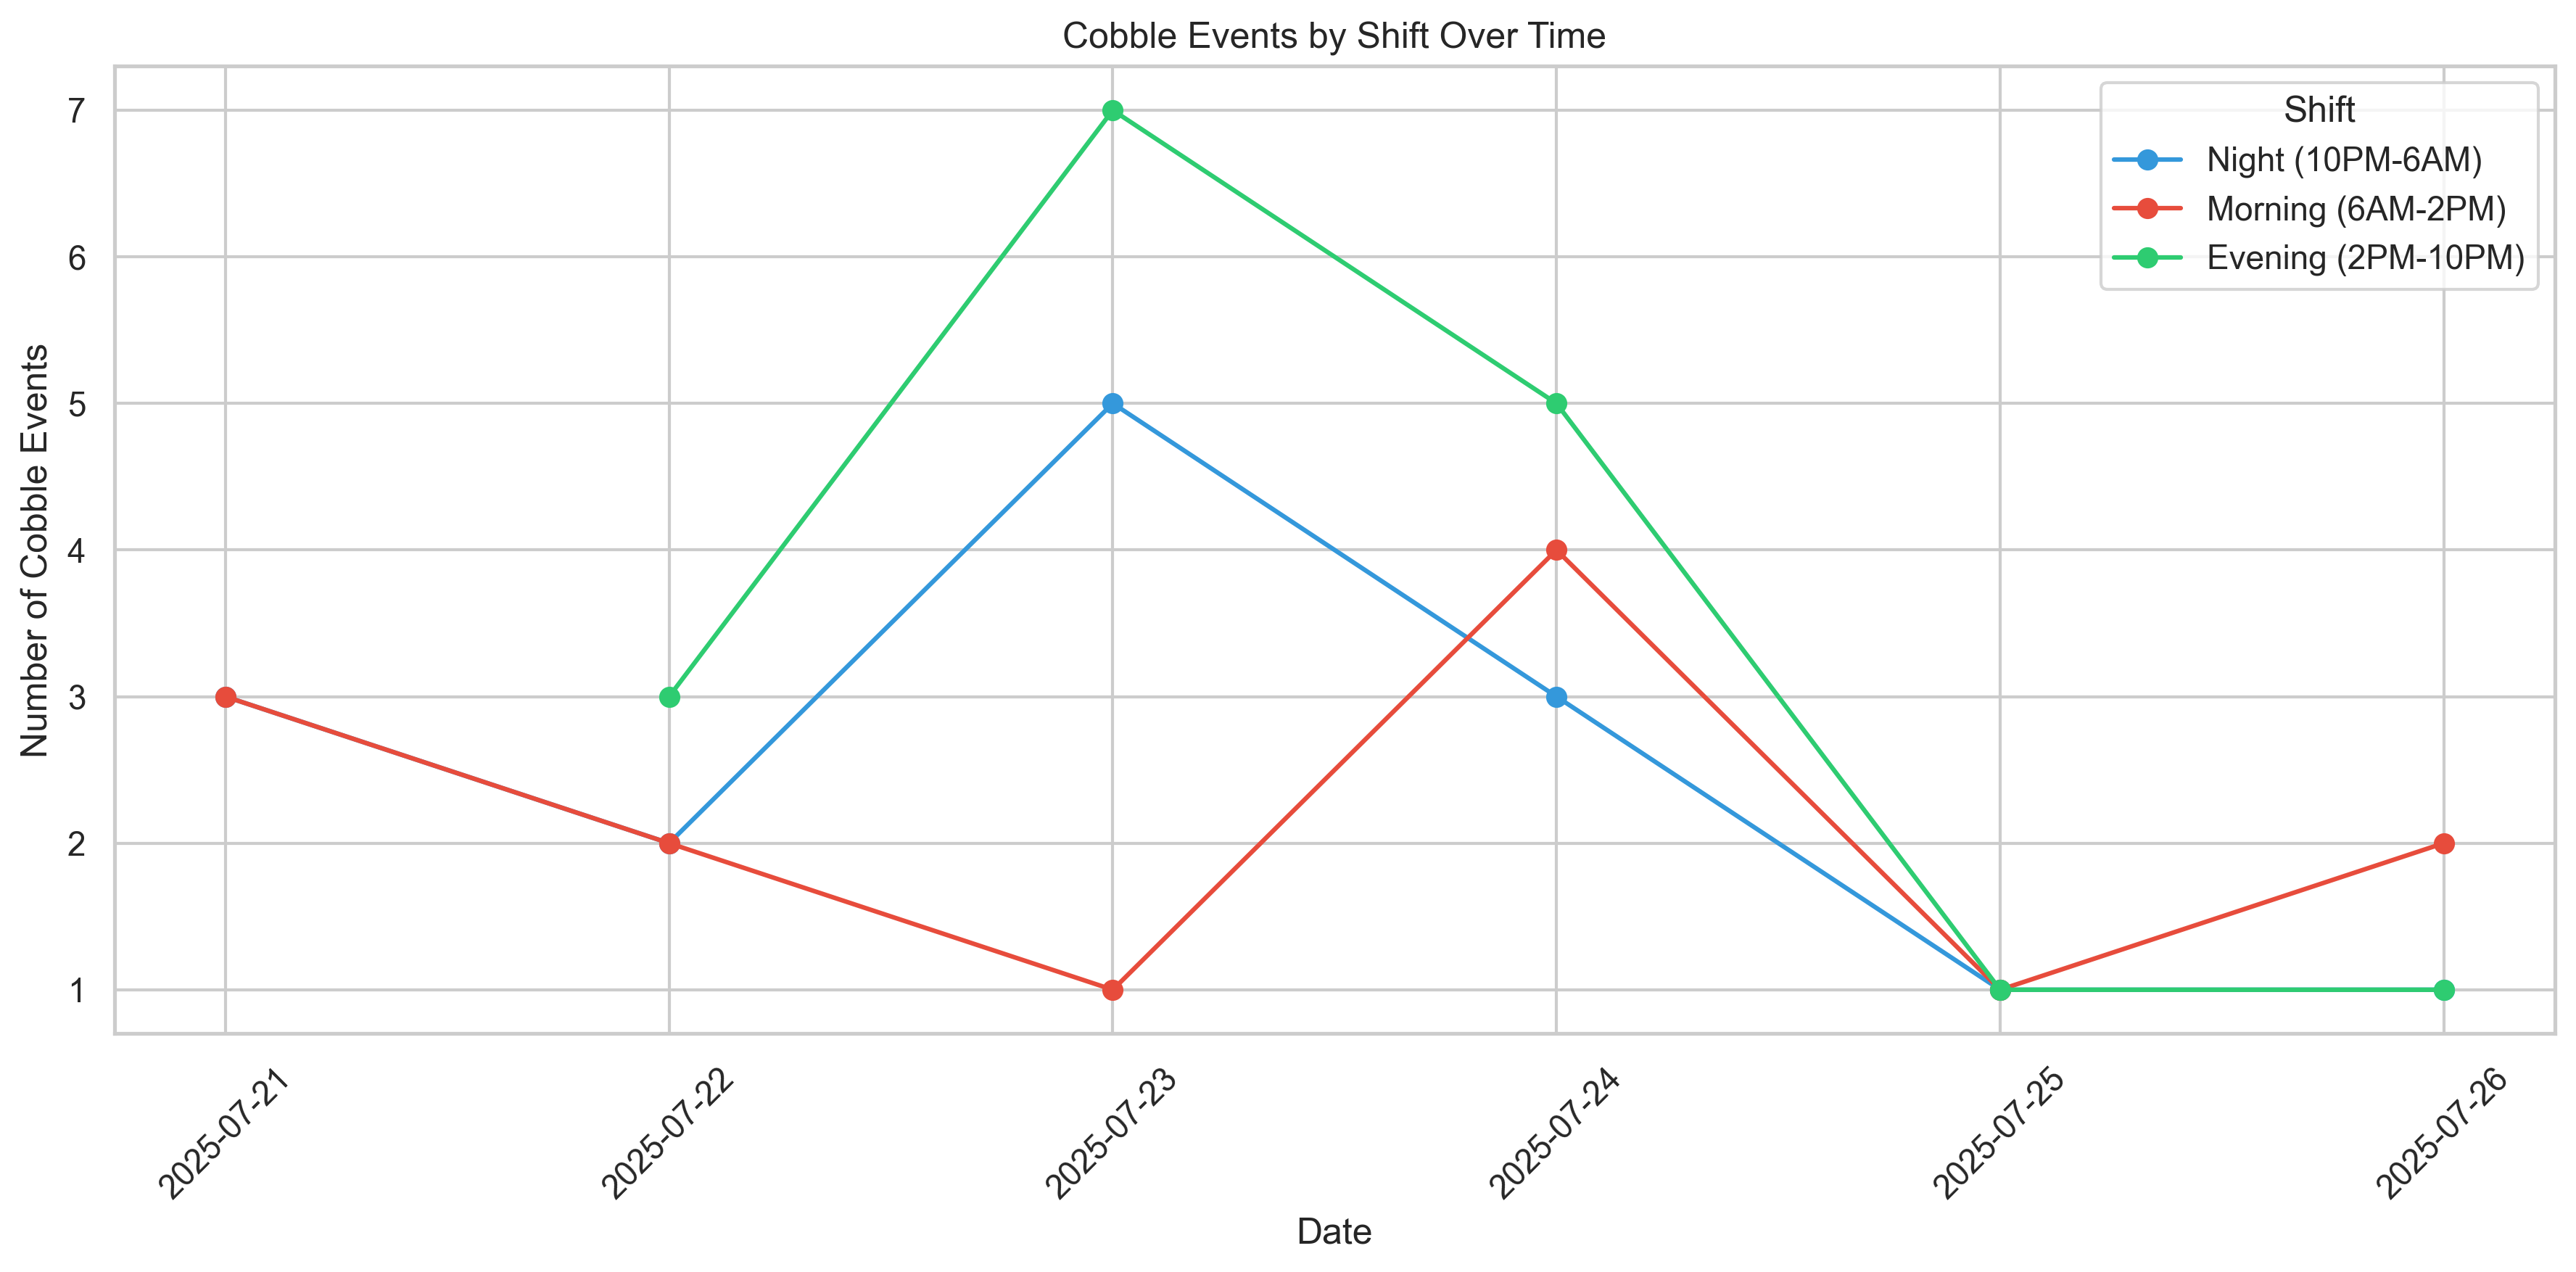 Cobble Events by Shift Over Time
Number of Cobble Events
7
6
5
4
3
2
1
Shift
Night (10PM-6AM)
Morning (6AM-2PM)
Evening (2PM-10PM)
2025-07-21
2025-07-22
2025-07-23
2025-07-24
2025-07-25
2025-07-26
Date